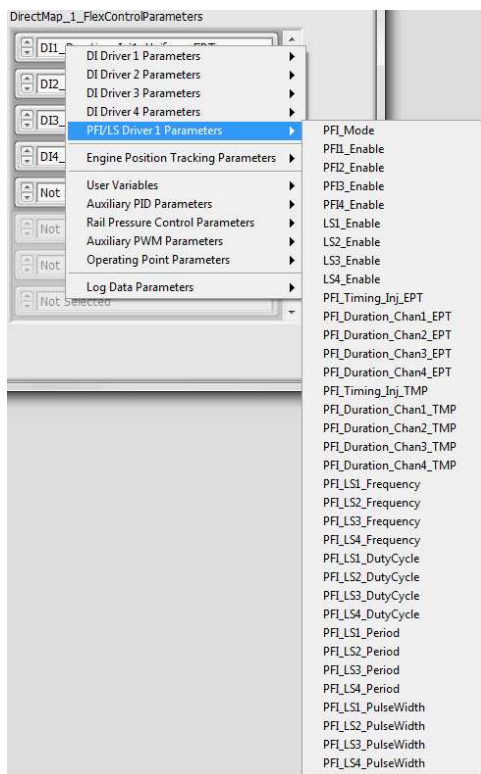 DirectMap_1_FlexControlParameters
DI1_
DI2_
DI3_
DI4_
Not
Not
Not
Not Selected
DI Driver 1 Parameters
DI Driver 2 Parameters
DI Driver 3 Parameters
DI Driver 4 Parameters
PFI/LS Driver 1 Parameters
Engine Position Tracking Parameters
User Variables
Auxiliary PID Parameters
Rail Pressure Control Parameters
Auxiliary PWM Parameters
Operating Point Parameters
Log Data Parameters
PFI_Mode
PFI1_Enable
PFI2_Enable
PFI3_Enable
PFI4_Enable
LS1_Enable
LS2_Enable
LS3_Enable
LS4_Enable
PFI_Timing_Inj_EPT
PFI_Duration_Chan1_EPT
PFI_Duration_Chan2_EPT
PFI_Duration_Chan3_EPT
PFI_Duration_Chan4_EPT
PFI_Timing_Inj_TMP
PFI_Duration_Chan1_TMP
PFI_Duration_Chan2_TMP
PFI_Duration_Chan3_TMP
PFI_Duration_Chan4_TMP
PFI_LS1_Frequency
PFI_LS2_Frequency
PFI_LS3_Frequency
PFI_LS4_Frequency
PFI_LS1_DutyCycle
PFI_LS2_DutyCycle
PFI_LS3_DutyCycle
PFI_LS4_DutyCycle
PFI_LS1_Period
PFI_LS2_Period
PFI_LS3_Period
PFI_LS4_Period
PFI_LS1_PulseWidth
PFI_LS2_PulseWidth
PFI_LS3_PulseWidth
PFI_LS4_PulseWidth